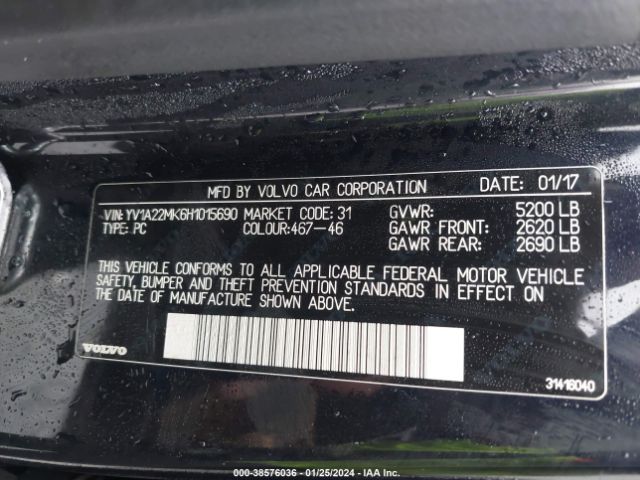 MFD BY VOLVO CAR CORPORATION DATE: 01/17
VIN: YV1A22MK6H1015690 MARKET CODE: 31 GVWR: 5200 LB
TYPE: PC COLOUR:467-46 GAWR FRONT: 2620 LB
GAWR REAR: 2690 LB
THIS VEHICLE CONFORMS TO ALL APPLICABLE FEDERAL MOTOR VEHICLE
SAFETY, BUMPER AND THEFT PREVENTION STANDARDS IN EFFECT ON
THE DATE OF MANUFACTURE SHOWN ABOVE.
VOLVO
31416040
000-38576036 - 01/25/2024 - IAA Inc.